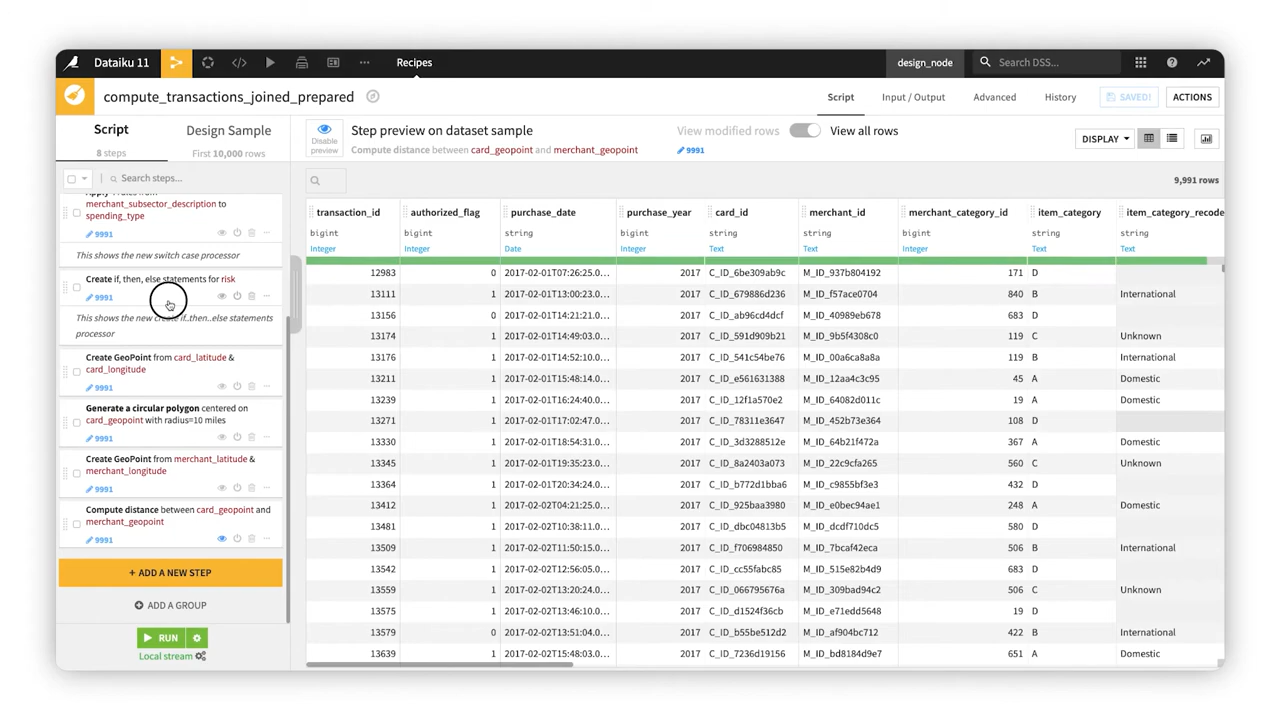 Dataiku 11
Recipes
design_node
Search DSS...
compute_transactions_joined_prepared
Script
Input / Output
Advanced
History
SAVED!
ACTIONS
Script
8 steps
Design Sample
First 10,000 rows
Disable
preview
Step preview on dataset sample
Compute distance between card_geopoint and merchant_geopoint
View modified rows
9991
View all rows
DISPLAY
Search steps...
merchant_subsector_description to
spending_type
9991
This shows the new switch case processor
Create if, then, else statements for risk
9991
This shows the new create if..then..else statements
processor
Create GeoPoint from card_latitude &
card_longitude
9991
Generate a circular polygon centered on
card_geopoint with radius=10 miles
9991
Create GeoPoint from merchant_latitude &
merchant_longitude
9991
Compute distance between card_geopoint and
merchant_geopoint
9991
+ ADD A NEW STEP
ADD A GROUP
RUN
Local stream
9,991 rows
transaction_id authorized_flag purchase_date purchase_year card_id merchant_id merchant_category_id item_category item_category_recode
bigint bigint string bigint string string bigint string string
Integer Integer Date Integer Text Text Integer Text Text
12983 0 2017-02-01T07:26:25.0... 2017 C_ID_6be309ab9c M_ID_937b804192 171 D
13111 1 2017-02-01T13:00:23.0... 2017 C_ID_679886d236 M_ID_f57ace0704 840 B International
13156 0 2017-02-01T14:21:21.0... 2017 C_ID_ab96cd4dcf M_ID_40989eb678 683 D
13174 1 2017-02-01T14:49:03.0... 2017 C_ID_591d909b21 M_ID_9b5f4308c0 119 C Unknown
13176 1 2017-02-01T14:52:10.0... 2017 C_ID_541c54be76 M_ID_00a6ca8a8a 119 B International
13211 1 2017-02-01T15:48:14.0... 2017 C_ID_e561631388 M_ID_12aa4c3c95 45 A Domestic
13239 1 2017-02-01T16:24:40.0... 2017 C_ID_12f1a570e2 M_ID_64082d011c 19 A Domestic
13271 1 2017-02-01T17:02:47.0... 2017 C_ID_78311e3647 M_ID_452b73e364 108 D
13330 1 2017-02-01T18:54:31.0... 2017 C_ID_3d3288512e M_ID_64b21f472a 367 A Domestic
13345 1 2017-02-01T19:35:23.0... 2017 C_ID_8a2403a073 M_ID_22c9cfa265 560 C Unknown
13364 1 2017-02-01T20:34:24.0... 2017 C_ID_b772d1bba6 M_ID_c9855bf3e3 432 D
13412 1 2017-02-02T04:21:25.0... 2017 C_ID_925baa3980 M_ID_e0bec94ae1 248 A Domestic
13481 1 2017-02-02T10:38:11.0... 2017 C_ID_dbc04813b5 M_ID_dcdf710dc5 580 D
13509 1 2017-02-02T11:50:15.0... 2017 C_ID_f706984850 M_ID_7bcaf42eca 506 B International
13542 1 2017-02-02T12:56:05.0... 2017 C_ID_cc55fabc85 M_ID_515e82b4d9 683 D
13559 1 2017-02-02T13:20:24.0... 2017 C_ID_066795676a M_ID_309bad94c2 506 C Unknown
13575 1 2017-02-02T13:46:10.0... 2017 C_ID_d1524f36cb M_ID_e71edd5648 19 D
13579 0 2017-02-02T13:51:04.0... 2017 C_ID_b55be512d2 M_ID_af904bc712 422 B International
13639 1 2017-02-02T15:48:03.0... 2017 C_ID_7236d19156 M_ID_bd8184d9e7 651 A Domestic